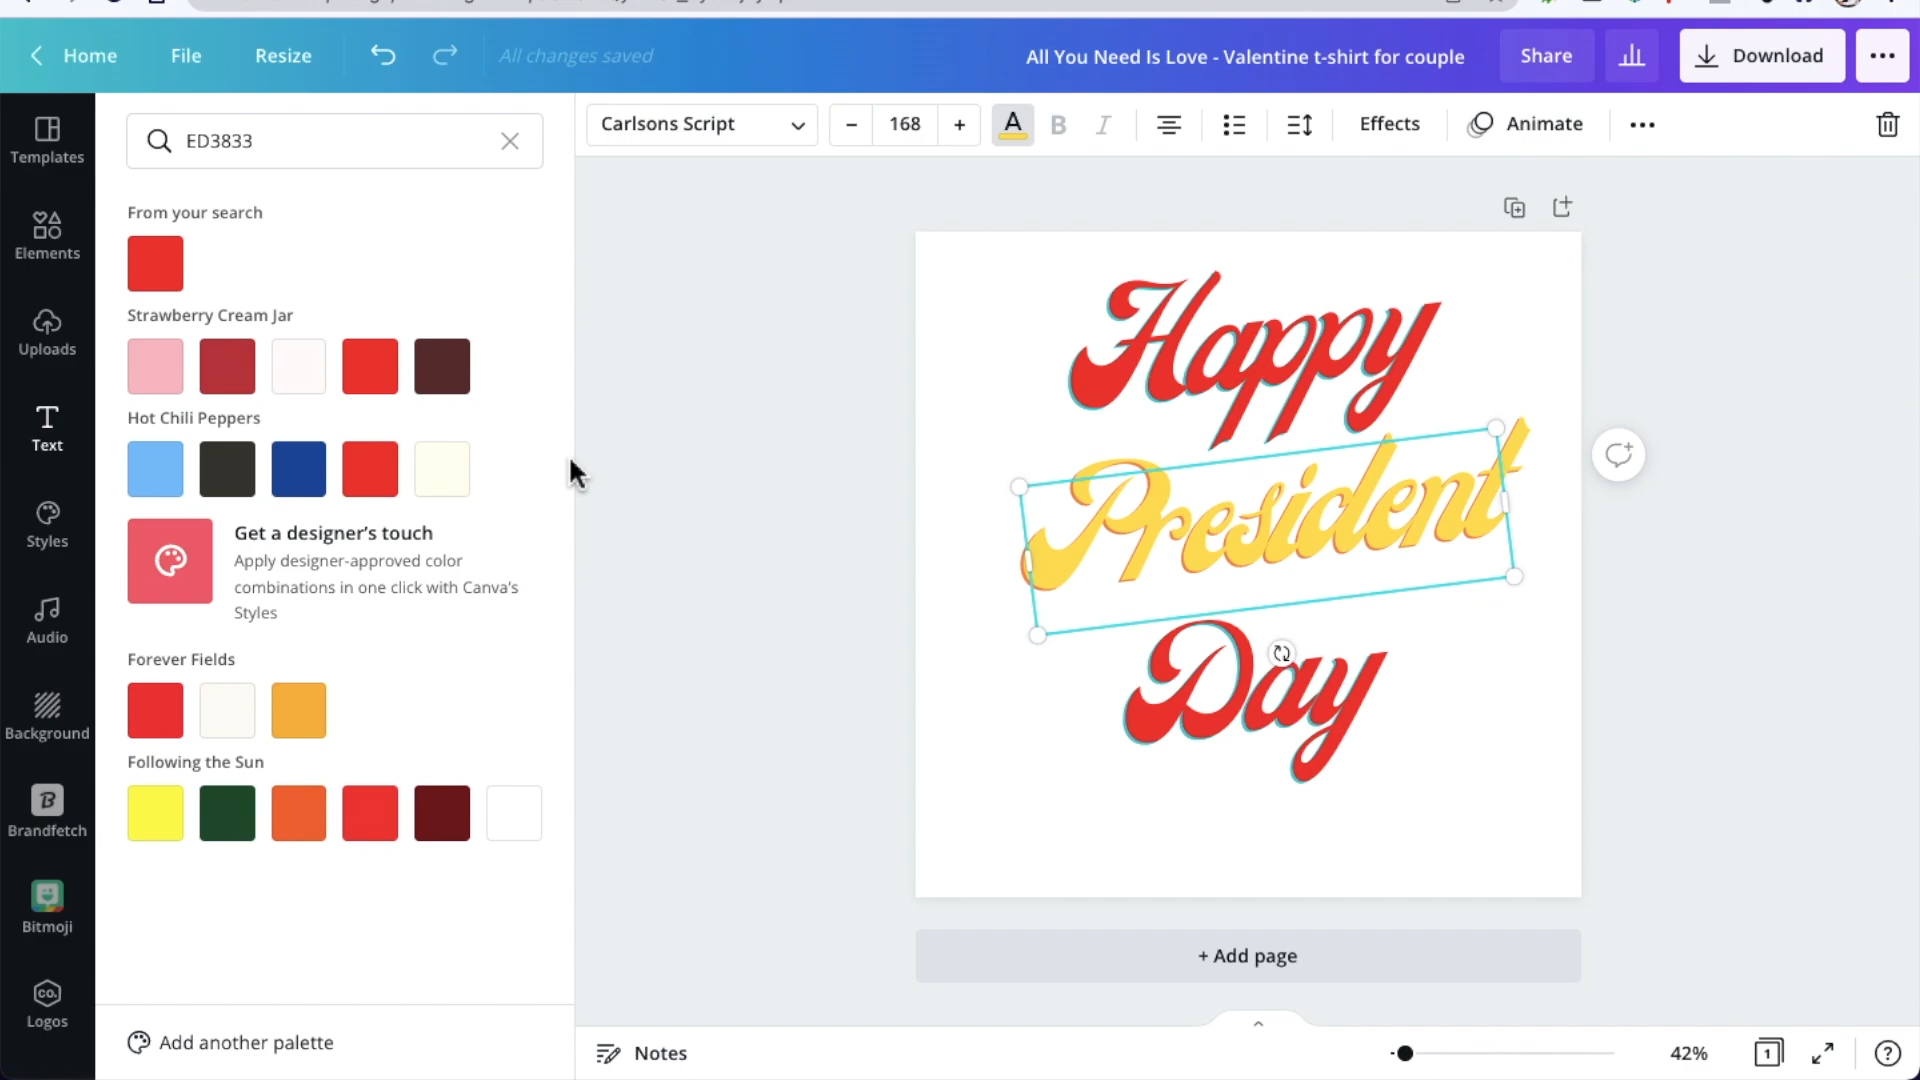 Home File Resize All changes saved All You Need Is Love - Valentine t-shirt for couple Share Download
Templates
Elements
Uploads
Text
Styles
Audio
Background
Brandfetch
Bitmoji
CO.
Logos
ED3833
From your search
Strawberry Cream Jar
Hot Chili Peppers
Get a designer’s touch
Apply designer-approved color
combinations in one click with Canva’s
Styles
Forever Fields
Following the Sun
Add another palette
Carlsons Script – 168 + A B I Effects Animate
Happy
President
Day
+ Add page
Notes 42% 1 ?